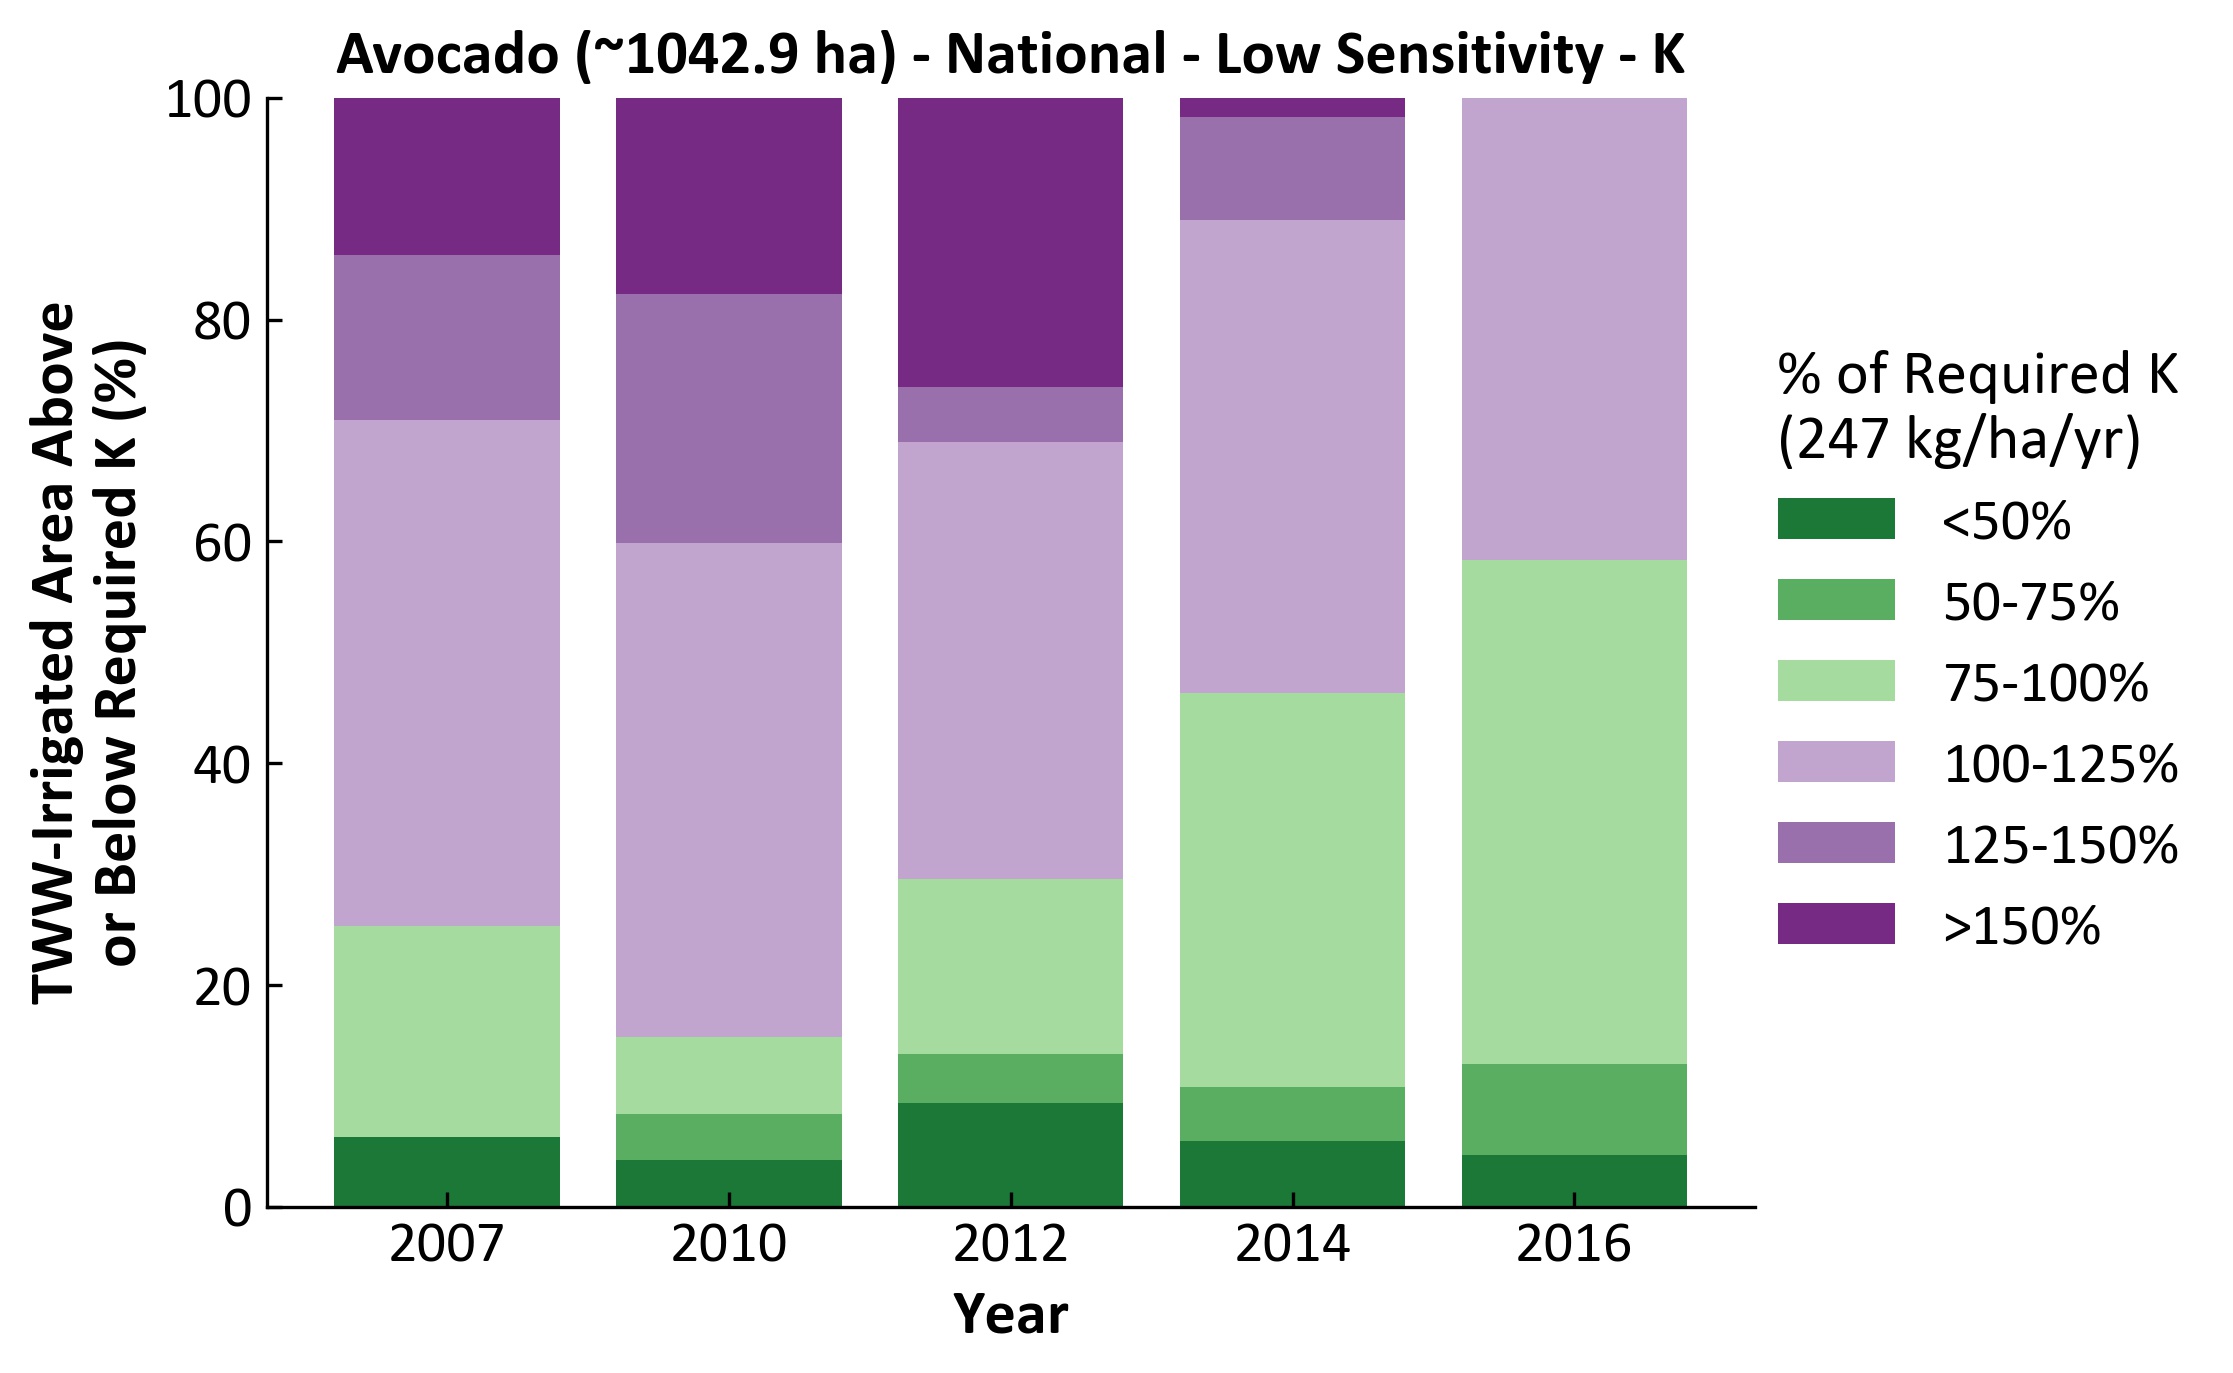 Avocado (~1042.9 ha) - National - Low Sensitivity - K
TWW-Irrigated Area Above
or Below Required K (%)
100
80
60
40
20
0
2007
2010
2012
2014
2016
Year
% of Required K
(247 kg/ha/yr)
<50%
50-75%
75-100%
100-125%
125-150%
>150%